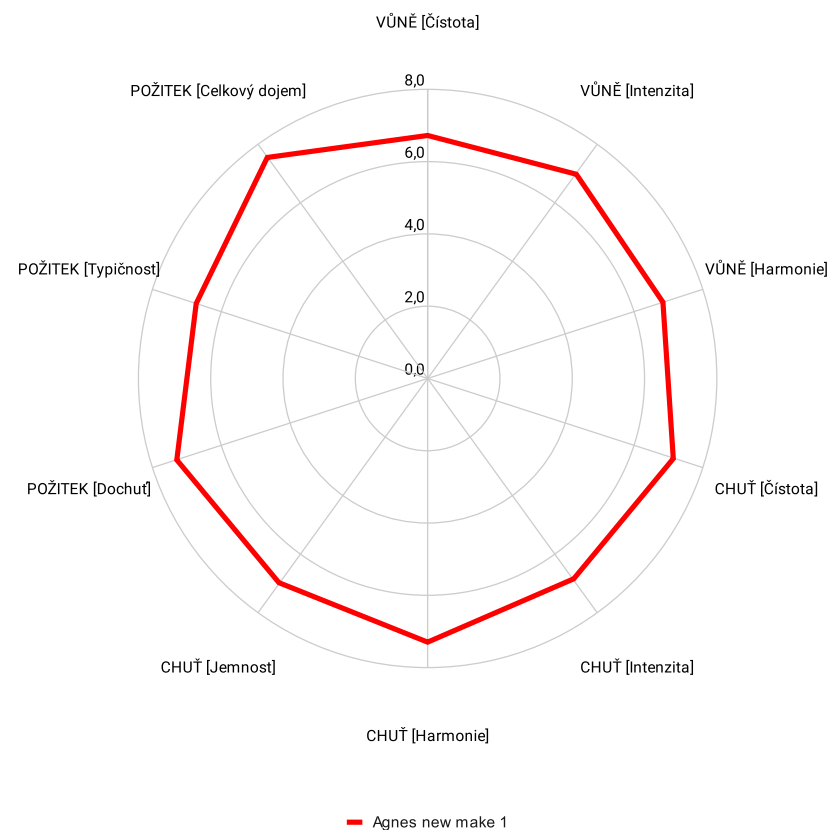 VŮNĚ [Čístota]
POŽITEK [Celkový dojem]
VŮNĚ [Intenzita]
8,0
6,0
4,0
2,0
0,0
POŽITEK [Typičnost]
VŮNĚ [Harmonie]
POŽITEK [Dochuť]
CHUŤ [Čístota]
CHUŤ [Jemnost]
CHUŤ [Intenzita]
CHUŤ [Harmonie]
Agnes new make 1